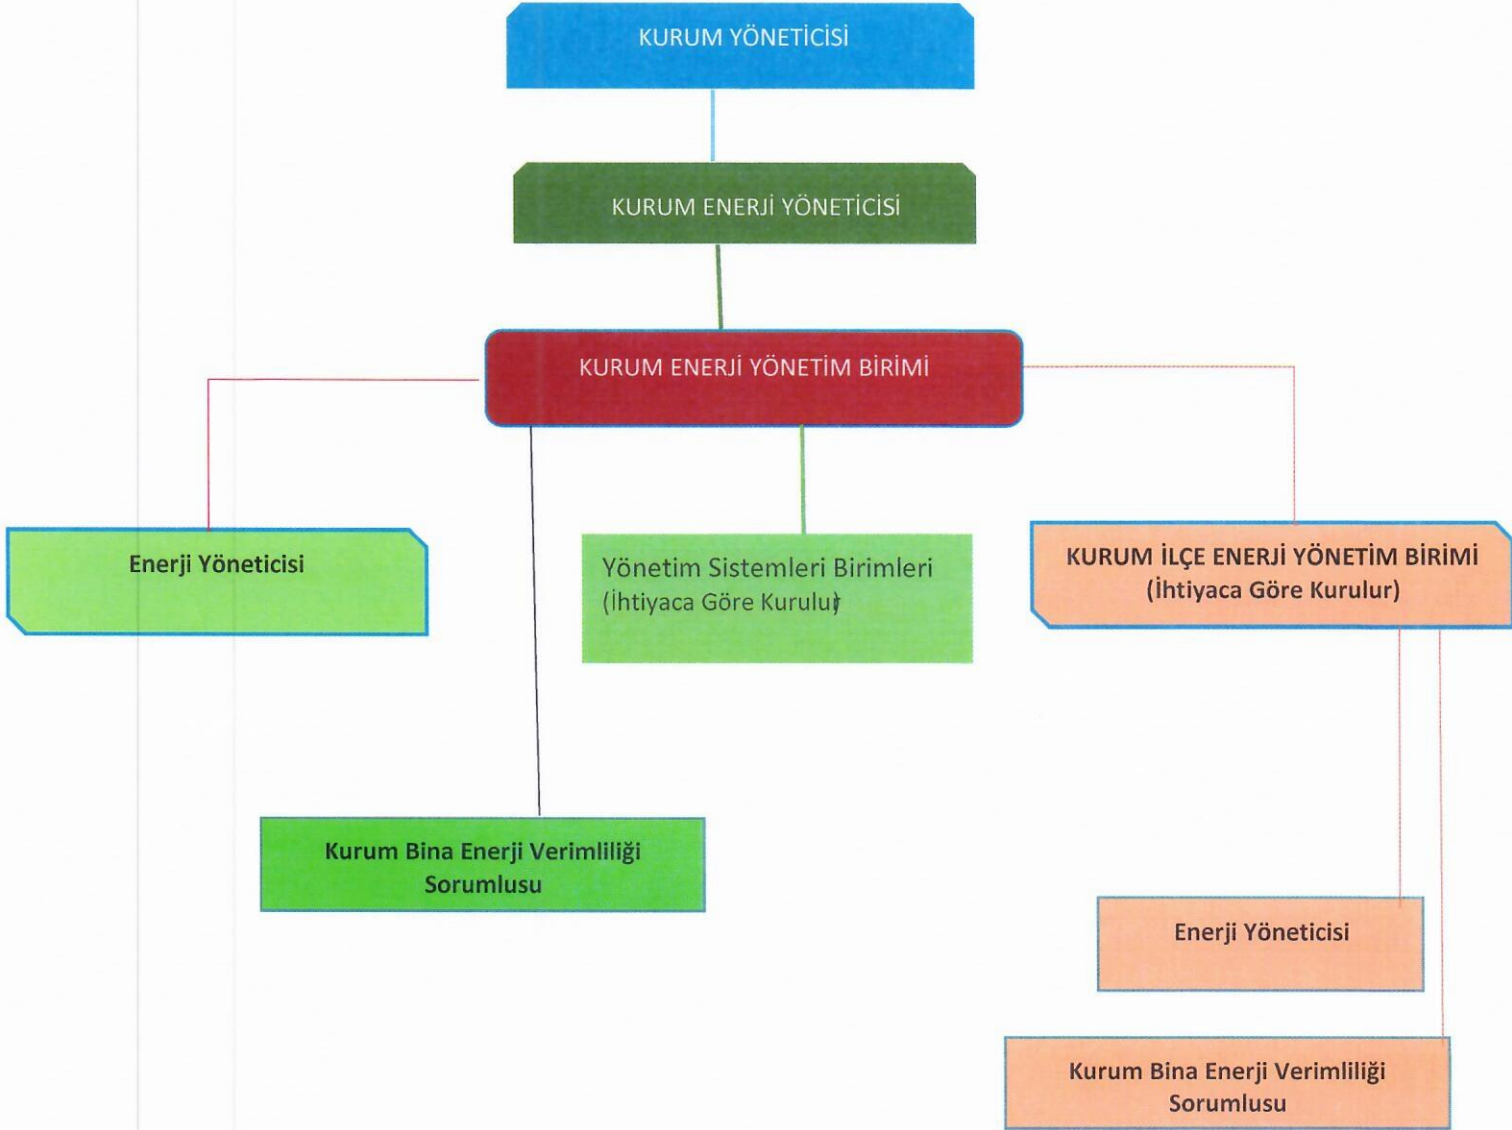 KURUM YÖNETİCİSİ
KURUM ENERJİ YÖNETİCİSİ
KURUM ENERJİ YÖNETİM BİRİMİ
Enerji Yöneticisi
Yönetim Sistemleri Birimleri
(İhtiyaca Göre Kurulur)
KURUM İLÇE ENERJİ YÖNETİM BİRİMİ
(İhtiyaca Göre Kurulur)
Kurum Bina Enerji Verimliliği
Sorumlusu
Enerji Yöneticisi
Kurum Bina Enerji Verimliliği
Sorumlusu